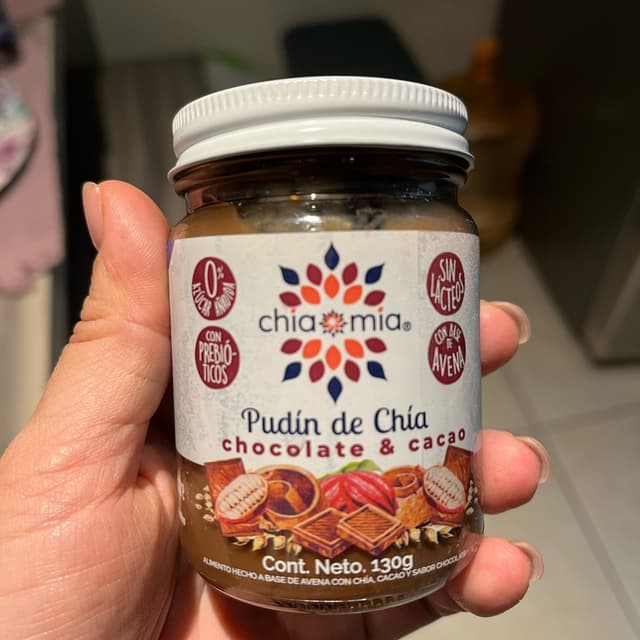 0%
AZÚCAR AÑADIDA
CON
PREBIÓ-
TICOS
chia mia®
SIN
LÁCTEOS
CON BASE
DE
AVENA
Pudín de Chía
chocolate & cacao
Cont. Neto. 130g
ALIMENTO HECHO A BASE DE AVENA CON CHÍA, CACAO Y SABOR CHOCOLATE